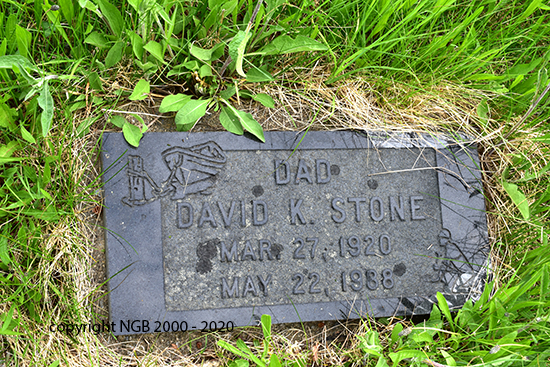 DAD
DAVID K. STONE
MAR. 27, 1920
MAY 22, 1988
copyright NGB 2000 - 2020